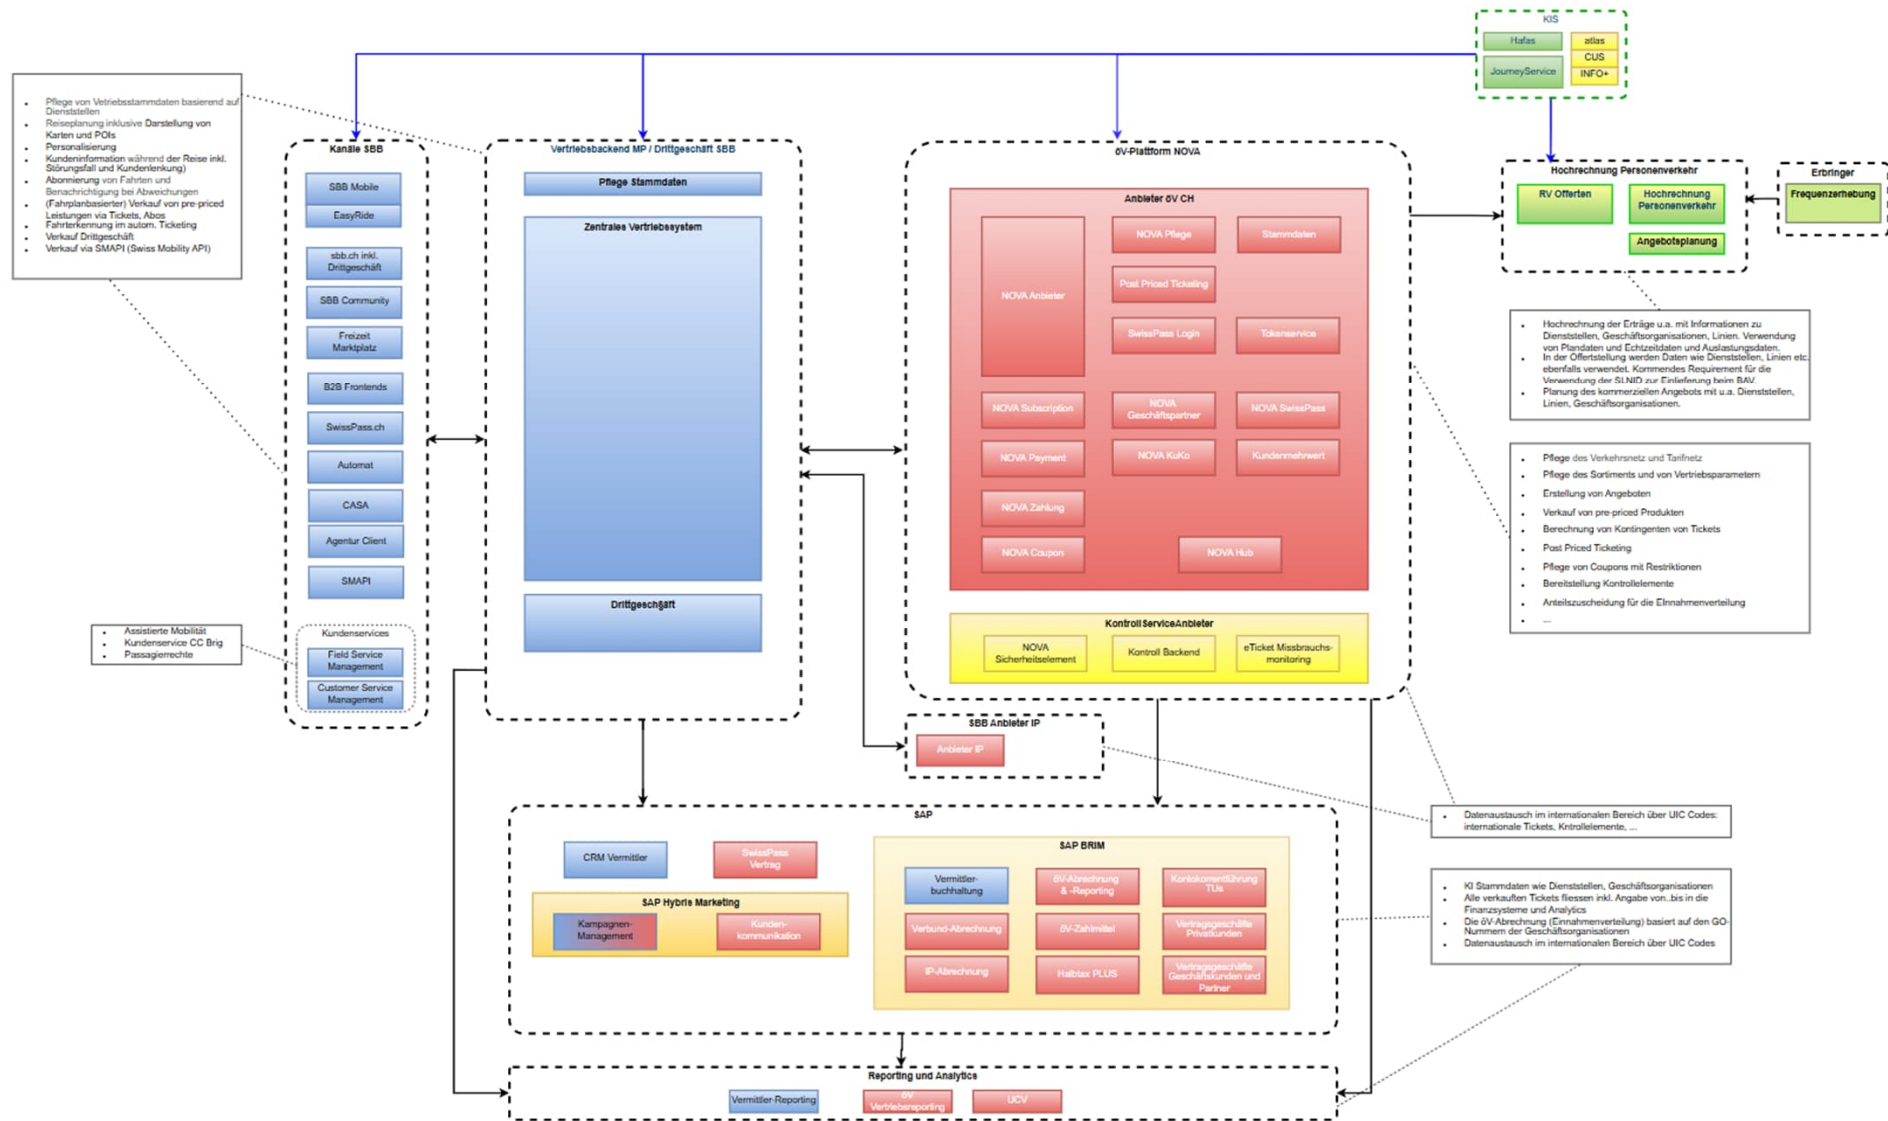 KIS
Hafas
atlas
CUS
JourneyService
INFO+
Pflege von Vetriebsstammdaten basierend auf
Dienststellen
Reiseplanung inklusive Darstellung von
Karten und POIs
Personalisierung
Kundeninformation während der Reise inkl.
Störungsfall und Kundenlenkung)
Abonnierung von Fahrten und
Benachrichtigung bei Abweichungen
(Fahrplanbasierter) Verkauf von pre-priced
Leistungen via Tickets, Abos
Fahrterkennung im autom. Ticketing
Verkauf Drittgeschäft
Verkauf via SMAPI (Swiss Mobility API)
Kanäle SBB
SBB Mobile
EasyRide
sbb.ch inkl.
Drittgeschäft
SBB Community
Freizeit
Marktplatz
B2B Frontends
SwissPass.ch
Automat
CASA
Agentur Client
SMAPI
Kundenservices
Field Service
Management
Customer Service
Management
Assistierte Mobilität
Kundenservice CC Brig
Passagierrechte
Vertriebsbackend MP / Drittgeschäft SBB
Pflege Stammdaten
Zentrales Vertriebssystem
Drittgeschäft
öV-Plattform NOVA
Anbieter öV CH
NOVA Anbieter
NOVA Pflege
Stammdaten
Post Priced Ticketing
SwissPass Login
Tokenservice
NOVA Subscription
NOVA
Geschäftspartner
NOVA SwissPass
NOVA Payment
NOVA KuKo
Kundenmehrwert
NOVA Zahlung
NOVA Coupon
NOVA Hub
KontrollServiceAnbieter
NOVA
Sicherheitselement
Kontroll Backend
eTicket Missbrauchs-
monitoring
Hochrechnung Personenverkehr
RV Offerten
Hochrechnung
Personenverkehr
Angebotsplanung
Erbringer
Frequenzerhebung
Hochrechnung der Erträge u.a. mit Informationen zu
Dienststellen, Geschäftsorganisationen, Linien. Verwendung
von Plandaten und Echtzeitdaten und Auslastungsdaten.
In der Offertstellung werden Daten wie Dienststellen, Linien etc.
ebenfalls verwendet. Kommendes Requirement für die
Verwendung der SLNID zur Einlieferung beim BAV.
Planung des kommerziellen Angebots mit u.a. Dienststellen,
Linien, Geschäftsorganisationen.
Pflege des Verkehrsnetz und Tarifnetz
Pflege des Sortiments und von Vertriebsparametern
Erstellung von Angeboten
Verkauf von pre-priced Produkten
Berechnung von Kontingenten von Tickets
Post Priced Ticketing
Pflege von Coupons mit Restriktionen
Bereitstellung Kontrollelemente
Anteilszuscheidung für die EInnahmenverteilung
...
SBB Anbieter IP
Anbieter IP
Datenaustausch im internationalen Bereich über UIC Codes:
internationale Tickets, Kntrollelemente, ...
SAP
CRM Vermittler
SwissPass
Vertrag
SAP Hybris Marketing
Kampagnen-
Management
Kunden-
kommunikation
SAP BRIM
Vermittler-
buchhaltung
öV-Abrechnung
& -Reporting
Kontokorrentführung
TUs
Verbund-Abrechnung
öV-Zahlmittel
Vertragsgeschäfte
Privatkunden
IP-Abrechnung
Halbtax PLUS
Vertragsgeschäfte
Geschäftskunden und
Partner
KI Stammdaten wie Dienststellen, Geschäftsorganisationen
Alle verkauften Tickets fliessen inkl. Angabe von..bis in die
Finanzsysteme und Analytics
Die öV-Abrechnung (Einnahmenverteilung) basiert auf den GO-
Nummern der Geschäftsorganisationen
Datenaustausch im internationalen Bereich über UIC Codes
Reporting und Analytics
Vermittler-Reporting
öV
Vertriebsreporting
UCV